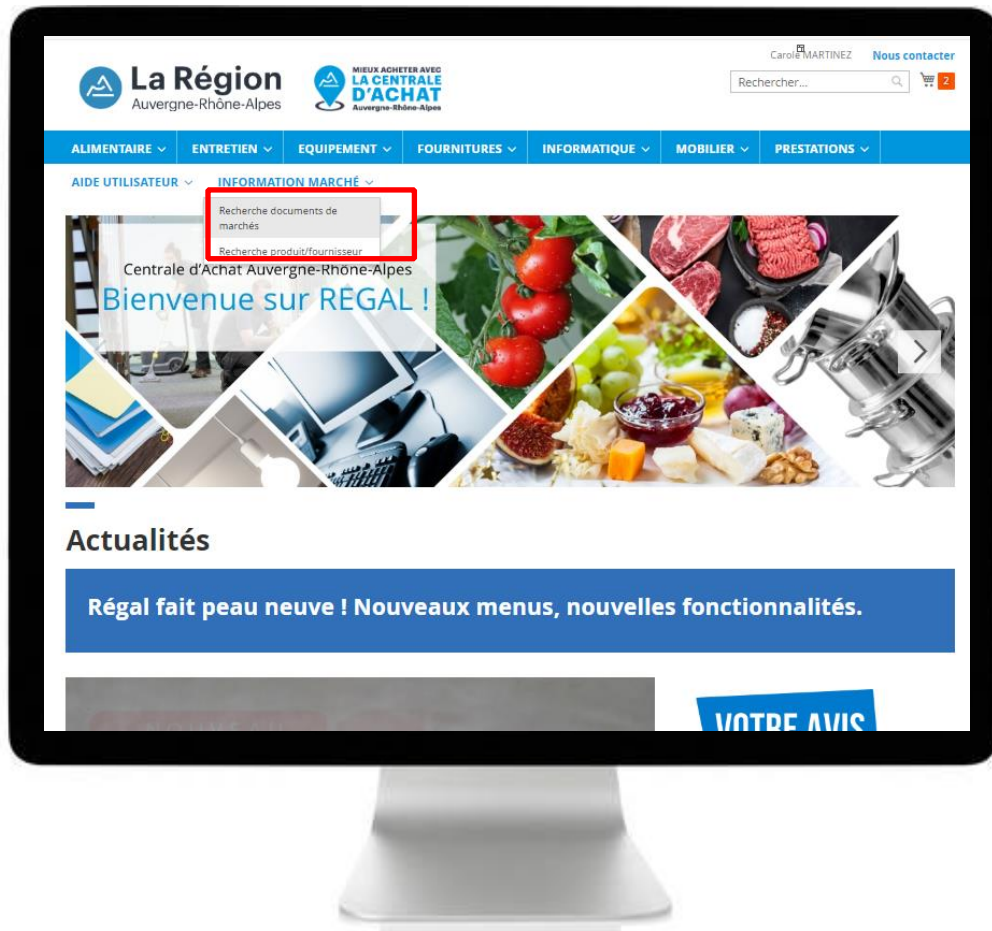 Carole MARTINEZ Nous contacter
La Région
Auvergne-Rhône-Alpes
MIEUX ACHETER AVEC
LA CENTRALE
D'ACHAT
Auvergne-Rhône-Alpes
Rechercher...
2
ALIMENTAIRE ENTRETIEN EQUIPEMENT FOURNITURES INFORMATIQUE MOBILIER PRESTATIONS
AIDE UTILISATEUR INFORMATION MARCHÉ
Recherche documents de
marchés
Recherche produit/fournisseur
Centrale d'Achat Auvergne-Rhône-Alpes
Bienvenue sur REGAL !
Actualités
Régal fait peau neuve ! Nouveaux menus, nouvelles fonctionnalités.
VOTRE AVIS